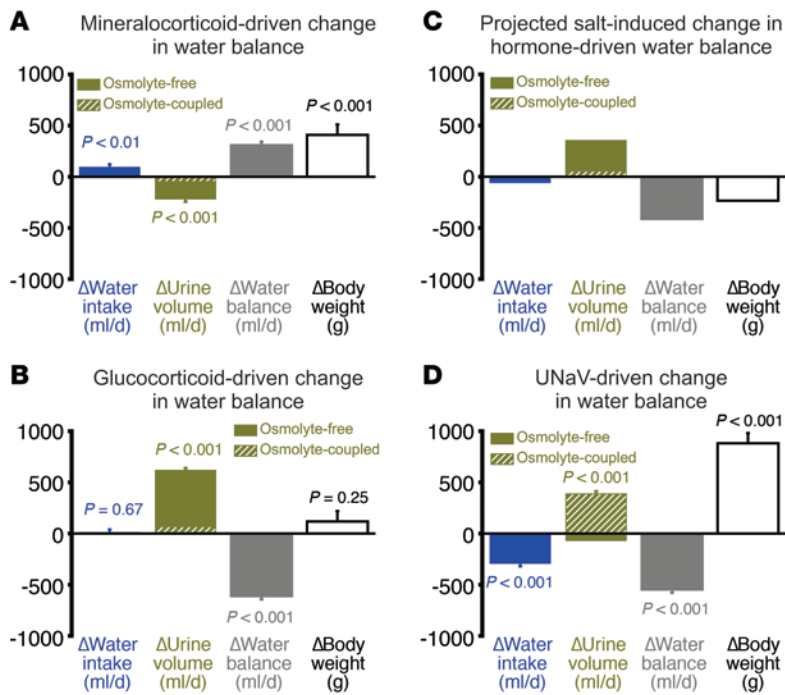 A
Mineralocorticoid-driven change
in water balance
1000
500
0
-500
-1000
Osmolyte-free
Osmolyte-coupled
P < 0.01
P < 0.001
P < 0.001
P < 0.001
ΔWater
intake
(ml/d)
ΔUrine
volume
(ml/d)
ΔWater
balance
(ml/d)
ΔBody
weight
(g)
C
Projected salt-induced change in
hormone-driven water balance
1000
500
0
-500
-1000
Osmolyte-free
Osmolyte-coupled
ΔWater
intake
(ml/d)
ΔUrine
volume
(ml/d)
ΔWater
balance
(ml/d)
ΔBody
weight
(g)
B
Glucocorticoid-driven change
in water balance
1000
500
0
-500
-1000
Osmolyte-free
Osmolyte-coupled
P = 0.67
P < 0.001
P < 0.001
P = 0.25
ΔWater
intake
(ml/d)
ΔUrine
volume
(ml/d)
ΔWater
balance
(ml/d)
ΔBody
weight
(g)
D
UNaV-driven change
in water balance
1000
500
0
-500
-1000
Osmolyte-free
Osmolyte-coupled
P < 0.001
P < 0.001
P < 0.001
P < 0.001
ΔWater
intake
(ml/d)
ΔUrine
volume
(ml/d)
ΔWater
balance
(ml/d)
ΔBody
weight
(g)